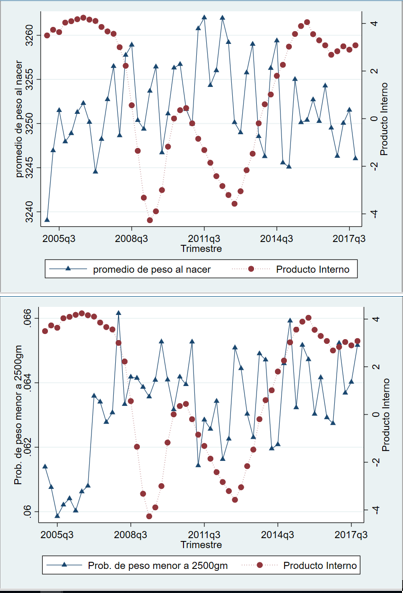 promedio de peso al nacer
3240 3245 3250 3255 3260
-4 -2 0 2 4
Producto Interno
2005q3 2008q3 2011q3 2014q3 2017q3
Trimestre
promedio de peso al nacer Producto Interno
Prob. de peso menor a 2500gm
.06 .062 .064 .066
-4 -2 0 2 4
Producto Interno
2005q3 2008q3 2011q3 2014q3 2017q3
Trimestre
Prob. de peso menor a 2500gm Producto Interno